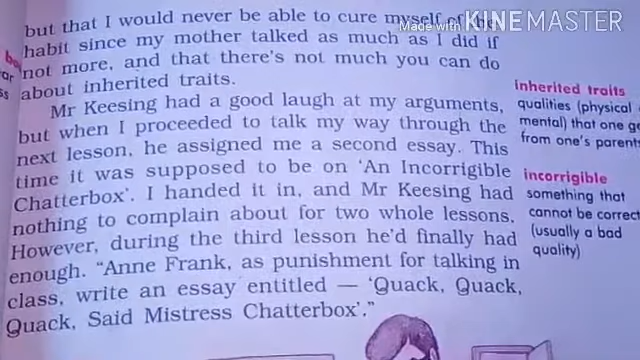 Made with KINEMASTER
but that I would never be able to cure myself of
habit since my mother talked as much as I did if
not more, and that there's not much you can do
about inherited traits.
Mr Keesing had a good laugh at my arguments,
but when I proceeded to talk my way through the
next lesson, he assigned me a second essay. This
time it was supposed to be on ‘An Incorrigible
Chatterbox’. I handed it in, and Mr Keesing had
nothing to complain about for two whole lessons.
However, during the third lesson he'd finally had
enough. “Anne Frank, as punishment for talking in
class, write an essay entitled — ‘Quack, Quack,
Quack, Said Mistress Chatterbox’.”
inherited traits
qualities (physical
mental) that one
from one's parents
incorrigible
something that
cannot be correct
(usually a bad
quality)